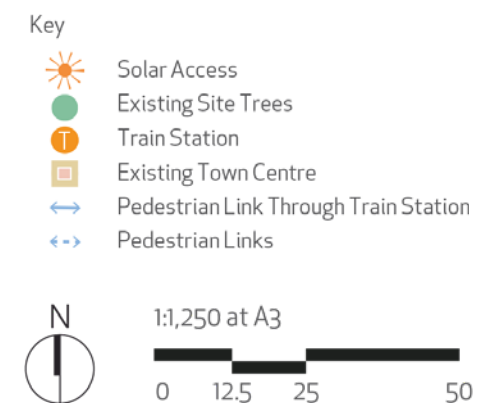 Key
Solar Access
Existing Site Trees
T Train Station
Existing Town Centre
Pedestrian Link Through Train Station
Pedestrian Links
N
1:1,250 at A3
0 12.5 25 50